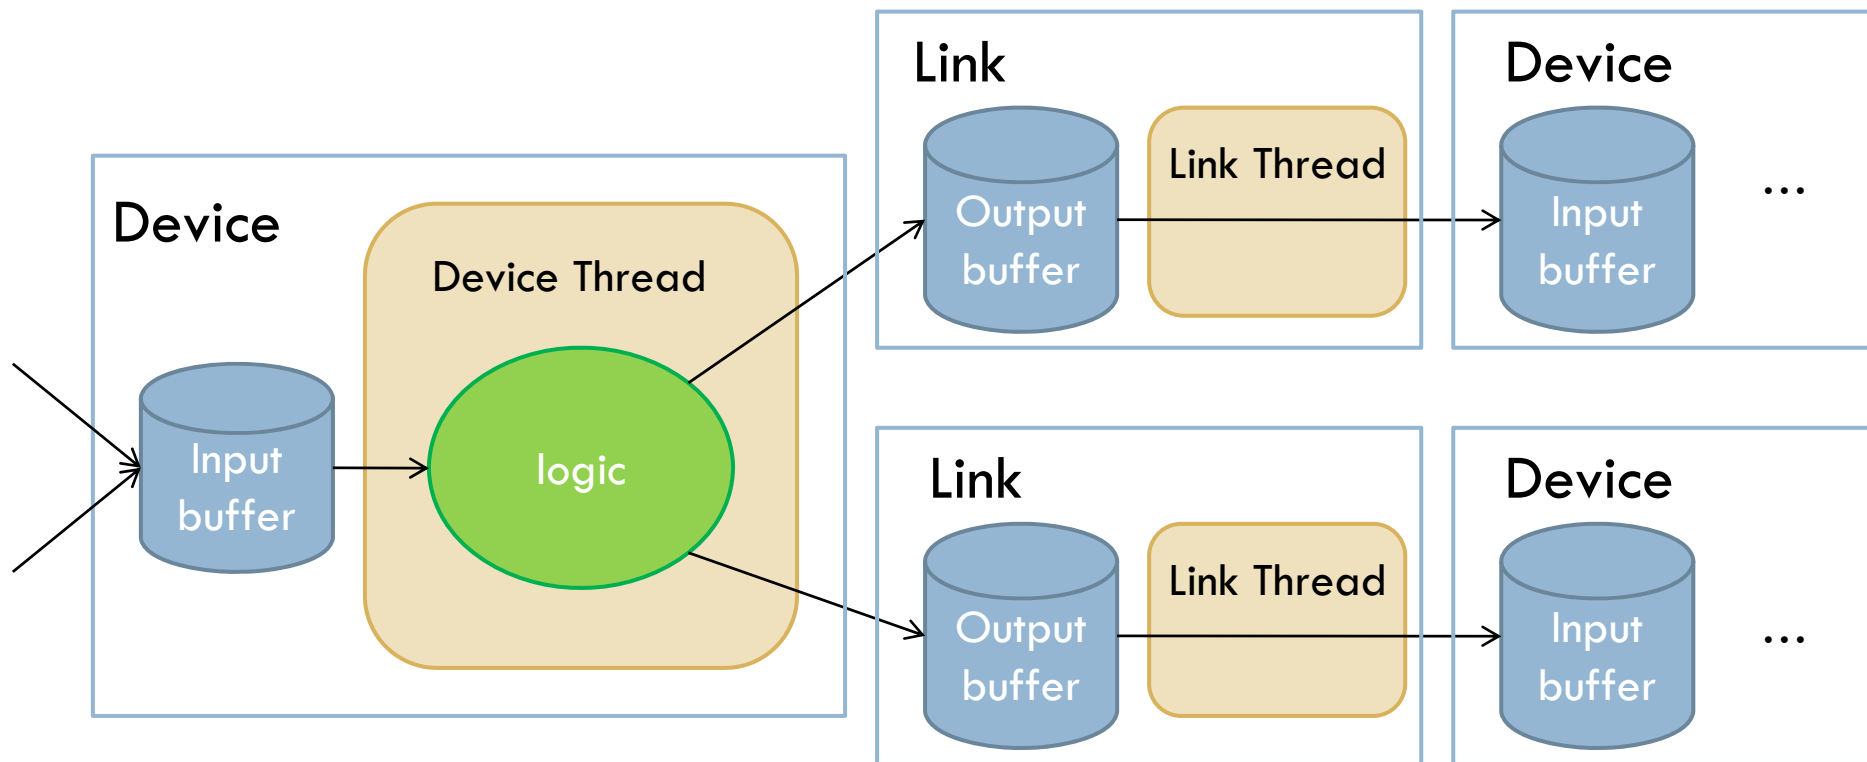 Device
Device Thread
Input
buffer
logic
Link
Output
buffer
Link Thread
Device
Input
buffer
...
Link
Output
buffer
Link Thread
Device
Input
buffer
...